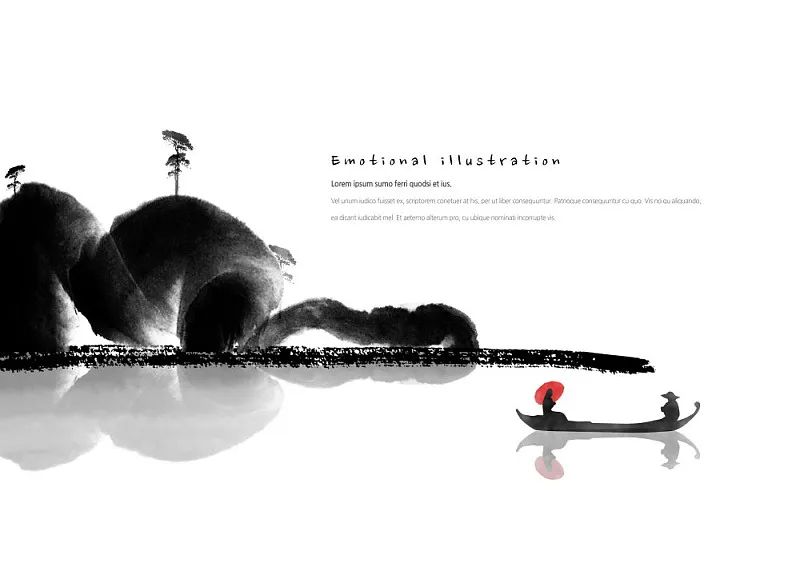 Emotional illustration
Lorem ipsum sumo ferri quodsi et ius.
Vel unum iudico fuisset ex, scriptorem conetuer at his, per ut liber consequuntur. Patrioque consequuntur cu quo. Vis no qu aliquando,
ea dicant iudicabit mel. Et aeterno alterum pro, cu ubique nominati incorrupte vis.